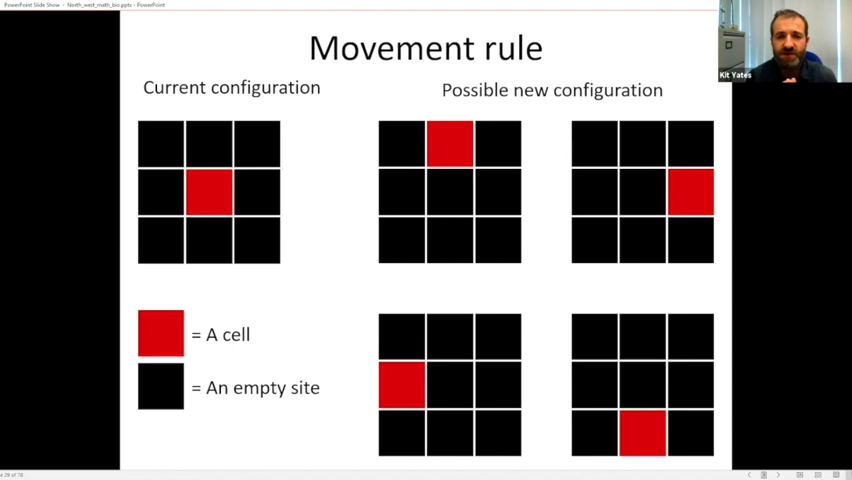 PowerPoint Slide Show - North_west_math_bio.pptx - PowerPoint
Movement rule
Current configuration
Possible new configuration
Kit Yates
= A cell
= An empty site